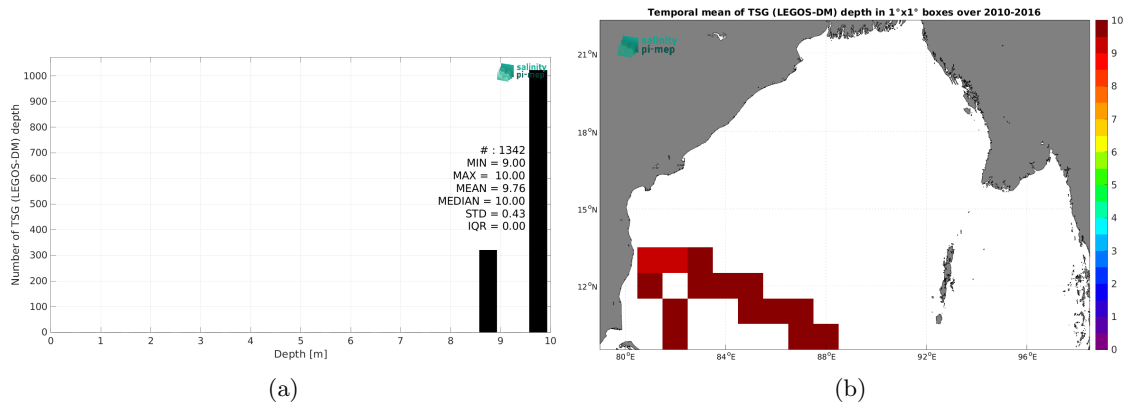 salinity
pi-mep
1000
900
800
700
600
500
400
300
200
100
0
Number of TSG (LEGOS-DM) depth
# : 1342
MIN = 9.00
MAX = 10.00
MEAN = 9.76
MEDIAN = 10.00
STD = 0.43
IQR = 0.00
0 1 2 3 4 5 6 7 8 9 10
Depth [m]
(a)
Temporal mean of TSG (LEGOS-DM) depth in 1°x1° boxes over 2010-2016
salinity
pi-mep
21°N
18°N
15°N
12°N
80°E 84°E 88°E 92°E 96°E
10
9
8
7
6
5
4
3
2
1
0
(b)